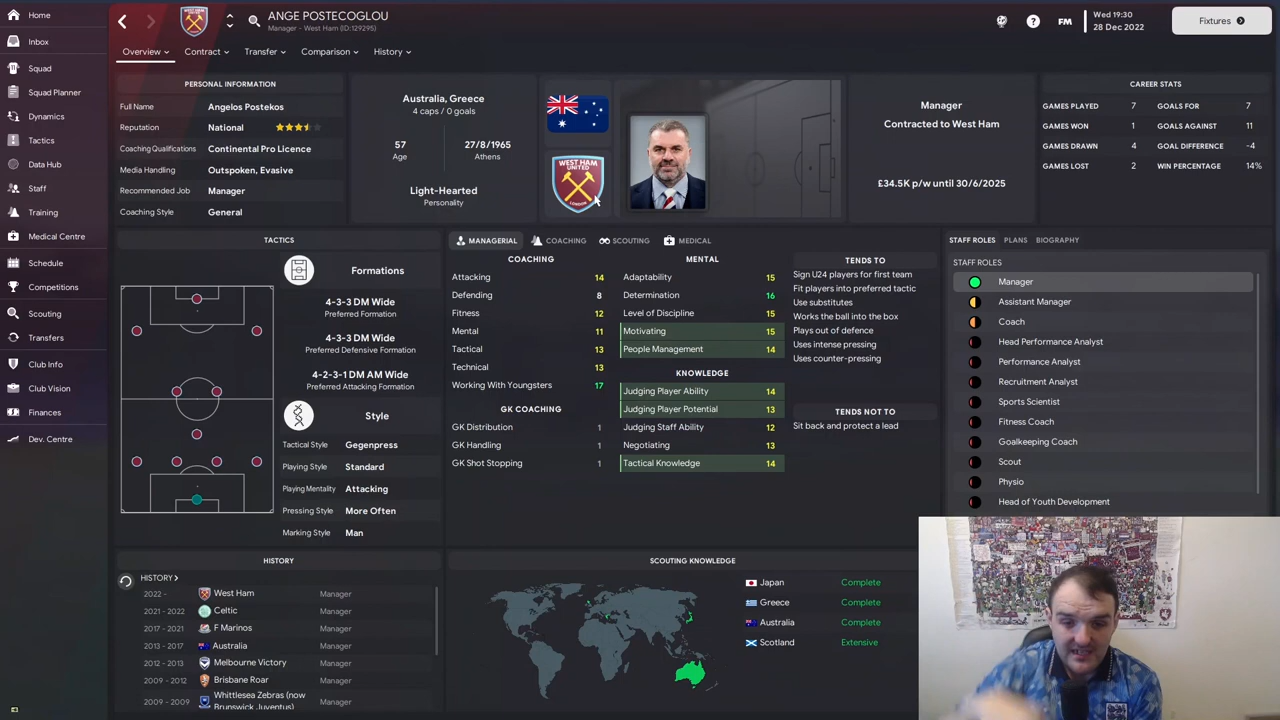 Home
Inbox
Squad
Squad Planner
Dynamics
Tactics
Data Hub
Staff
Training
Medical Centre
Schedule
Competitions
Scouting
Transfers
Club Info
Club Vision
Finances
Dev. Centre
ANGE POSTECOGLOU
Manager - West Ham (ID:129295)
FM
Wed 19:30
28 Dec 2022
Fixtures
Overview
Contract
Transfer
Comparison
History
PERSONAL INFORMATION
Full Name Angelos Postekos
Reputation National
Coaching Qualifications Continental Pro Licence
Media Handling Outspoken, Evasive
Recommended Job Manager
Coaching Style General
Australia, Greece
4 caps / 0 goals
57 27/8/1965
Age Athens
Light-Hearted
Personality
WEST HAM
UNITED
LONDON
Manager
Contracted to West Ham
£34.5K p/w until 30/6/2025
CAREER STATS
GAMES PLAYED 7 GOALS FOR 7
GAMES WON 1 GOALS AGAINST 11
GAMES DRAWN 4 GOAL DIFFERENCE -4
GAMES LOST 2 WIN PERCENTAGE 14%
TACTICS
Formations
4-3-3 DM Wide
Preferred Formation
4-3-3 DM Wide
Preferred Defensive Formation
4-2-3-1 DM AM Wide
Preferred Attacking Formation
Style
Tactical Style Gegenpress
Playing Style Standard
Playing Mentality Attacking
Pressing Style More Often
Marking Style Man
MANAGERIAL
COACHING
SCOUTING
MEDICAL
COACHING
Attacking 14
Defending 8
Fitness 12
Mental 11
Tactical 13
Technical 13
Working With Youngsters 17
GK COACHING
GK Distribution 1
GK Handling 1
GK Shot Stopping 1
MENTAL
Adaptability 15
Determination 16
Level of Discipline 15
Motivating 15
People Management 14
KNOWLEDGE
Judging Player Ability 14
Judging Player Potential 13
Judging Staff Ability 12
Negotiating 13
Tactical Knowledge 14
TENDS TO
Sign U24 players for first team
Fit players into preferred tactic
Use substitutes
Works the ball into the box
Plays out of defence
Uses intense pressing
Uses counter-pressing
TENDS NOT TO
Sit back and protect a lead
STAFF ROLES
PLANS
BIOGRAPHY
STAFF ROLES
Manager
Assistant Manager
Coach
Head Performance Analyst
Performance Analyst
Recruitment Analyst
Sports Scientist
Fitness Coach
Goalkeeping Coach
Scout
Physio
Head of Youth Development
HISTORY
HISTORY
2022 - West Ham Manager
2021 - 2022 Celtic Manager
2017 - 2021 F Marinos Manager
2013 - 2017 Australia Manager
2012 - 2013 Melbourne Victory Manager
2009 - 2012 Brisbane Roar Manager
2009 - 2009 Whittlesea Zebras (now Brunswick Juventus) Manager
SCOUTING KNOWLEDGE
Japan Complete
Greece Complete
Australia Complete
Scotland Extensive